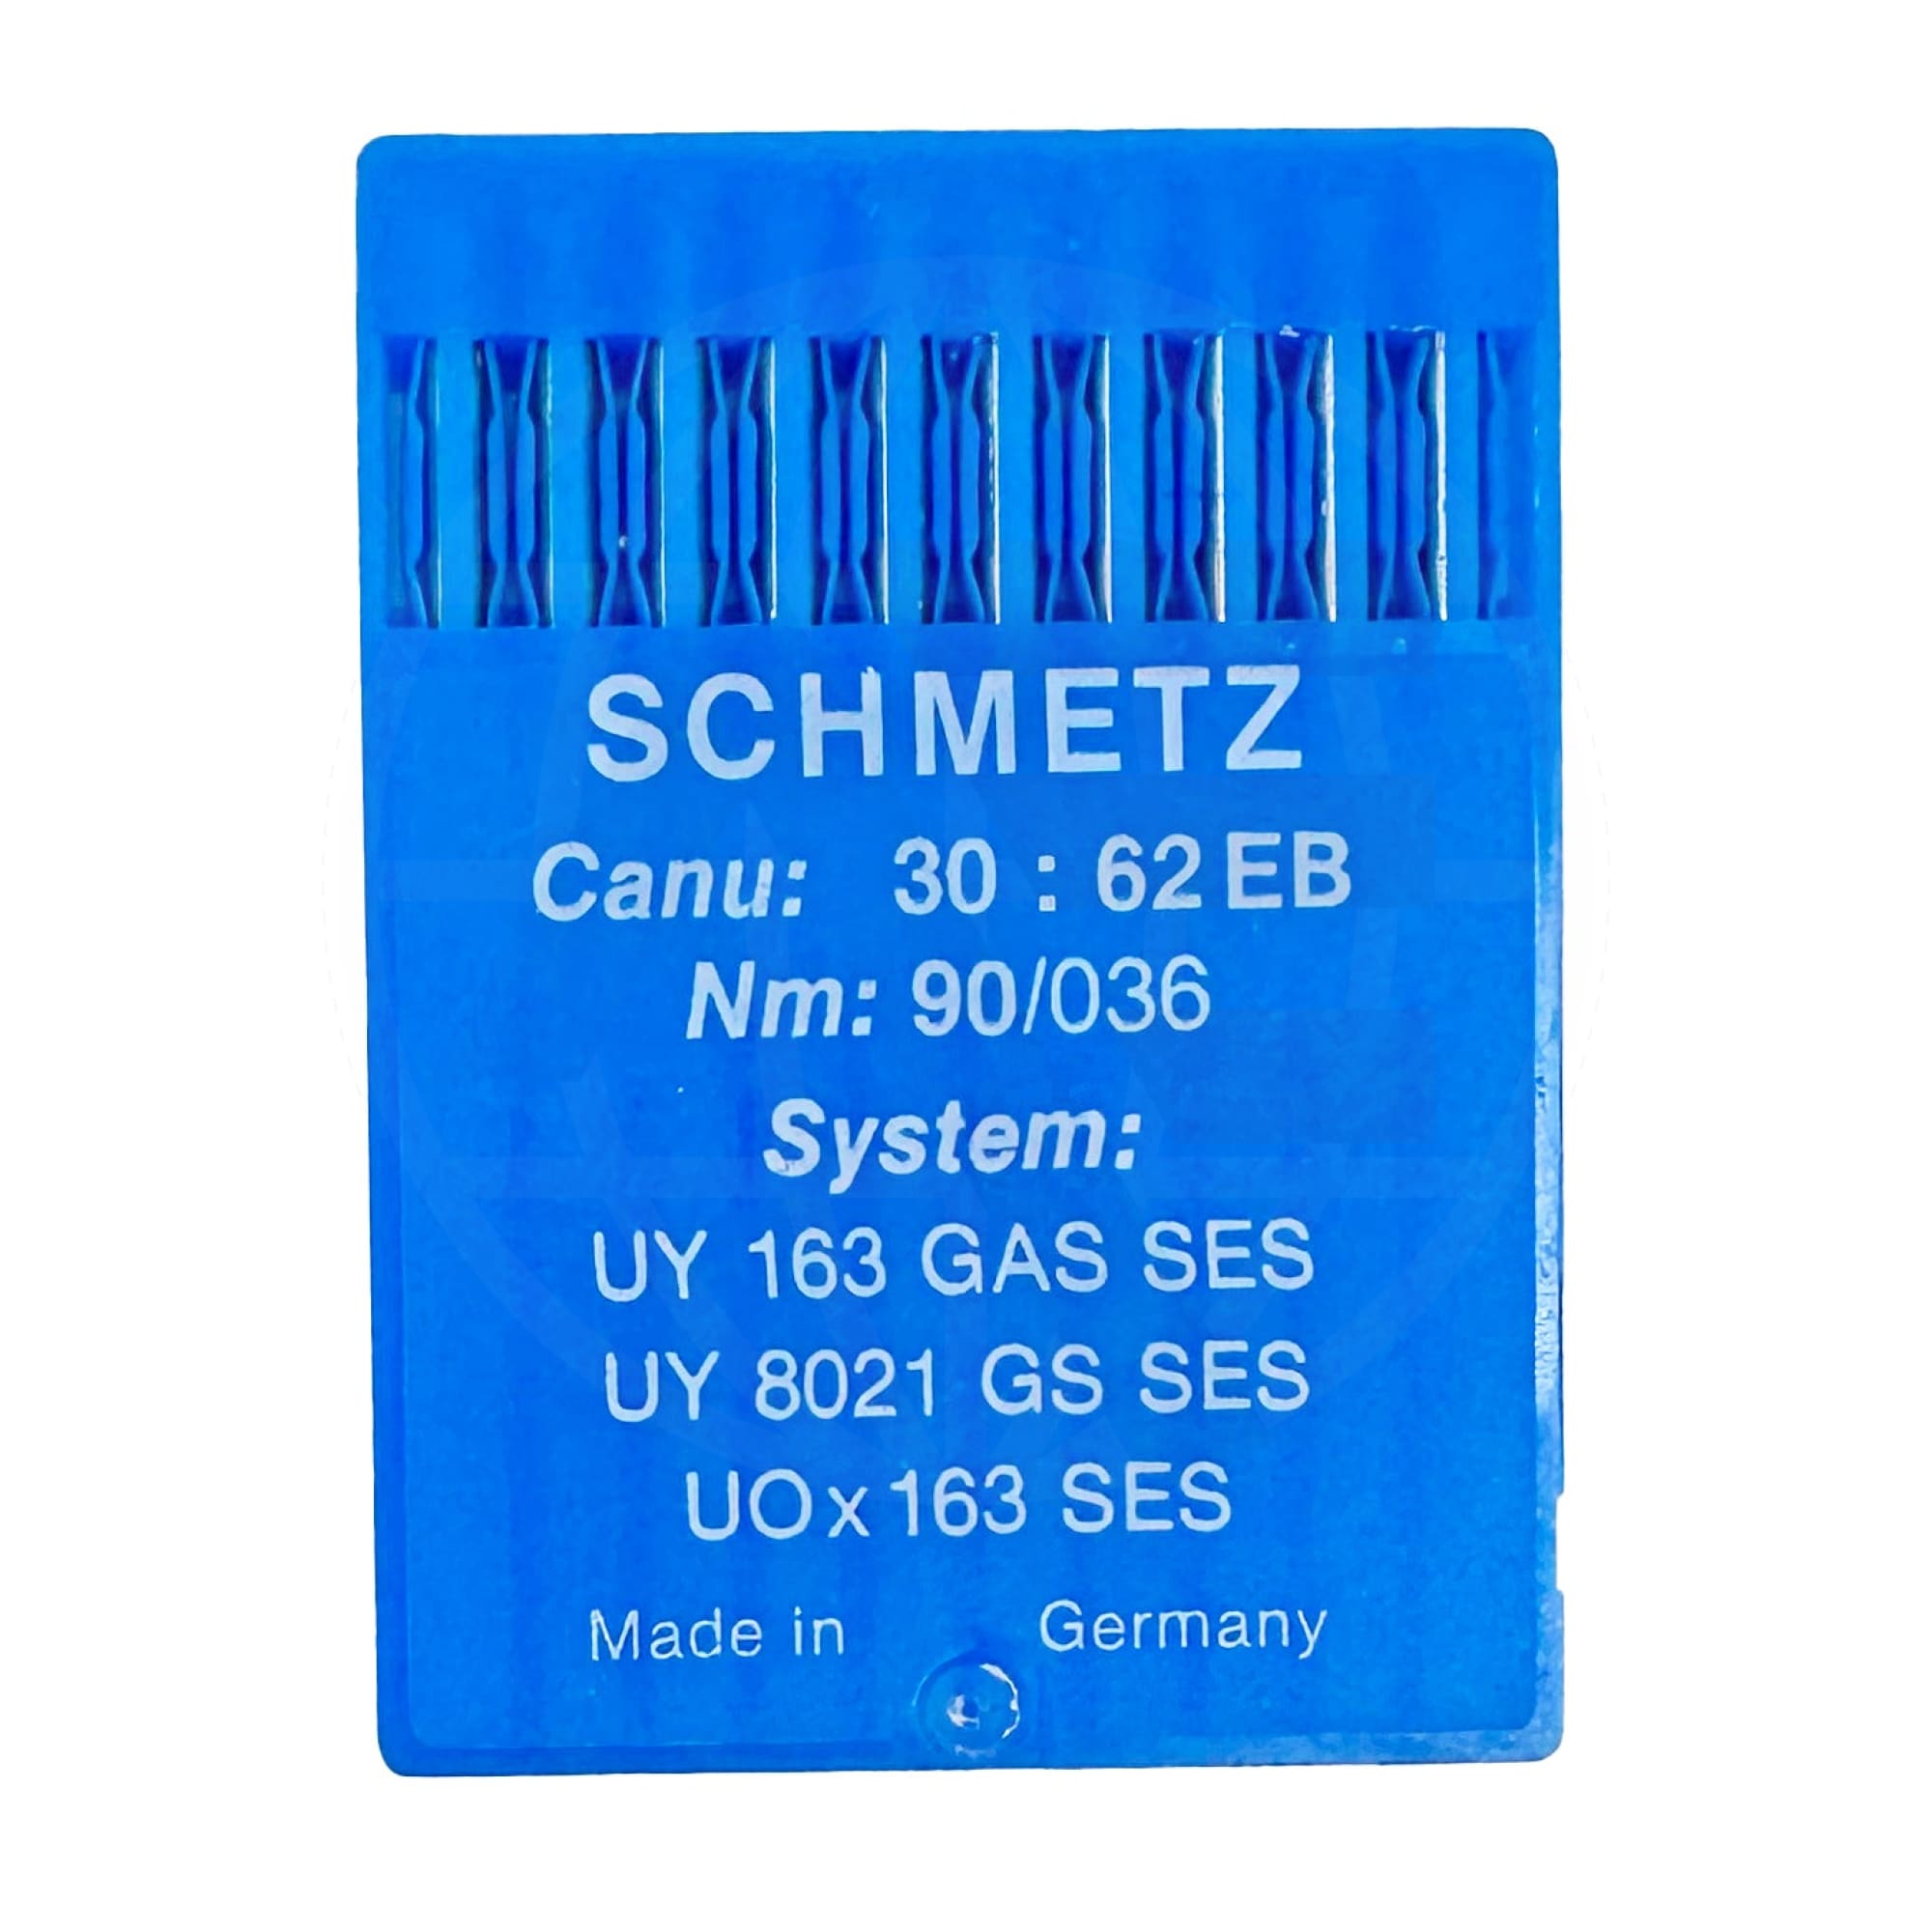 SCHMETZ
Canu: 30 : 62 EB
Nm: 90/036
System:
UY 163 GAS SES
UY 8021 GS SES
UOx163 SES
Made in Germany